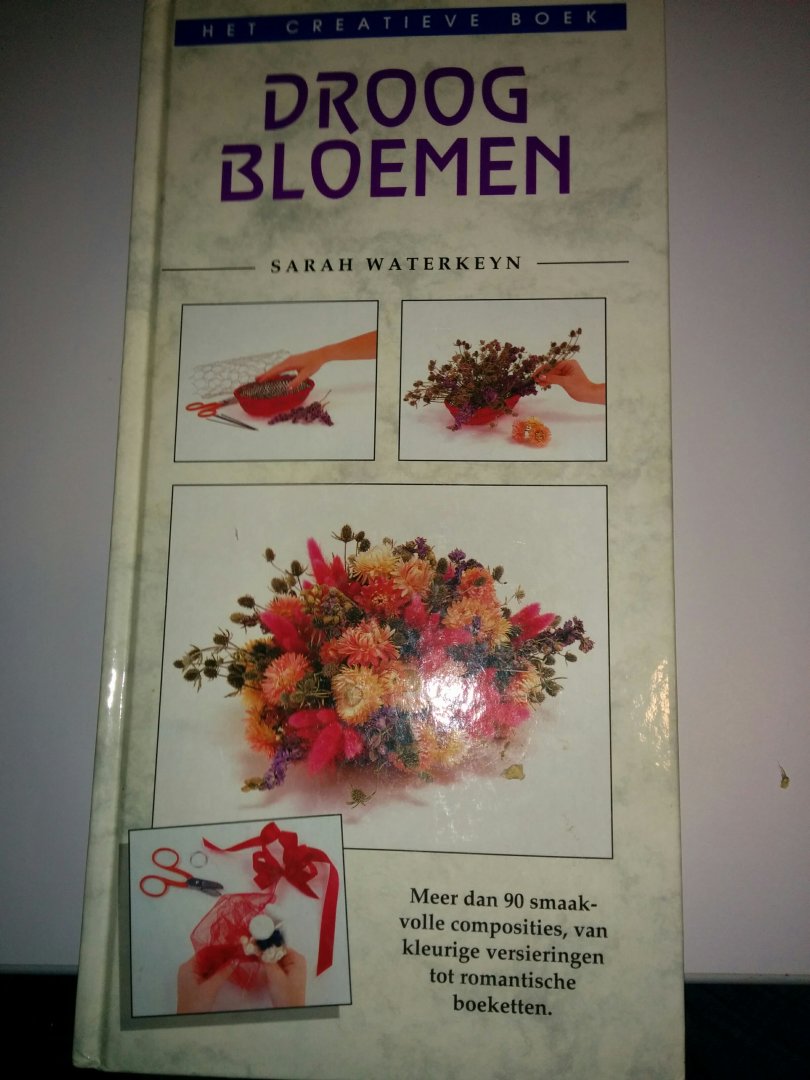 HET CREATIEVE BOEK
DROOG
BLOEMEN
SARAH WATERKEYN
Meer dan 90 smaak-
volle composities, van
kleurige versieringen
tot romantische
boeketten.